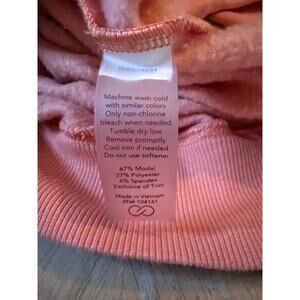 Machine wash cold
with similar colors
Only non-chlorine
bleach when needed
Tumble dry low
Remove promptly
Cool iron if needed
Do not use softener
67% Modal
27% Polyester
6% Spandex
Exclusive of Trim
Made in Vietnam
RN# 104161